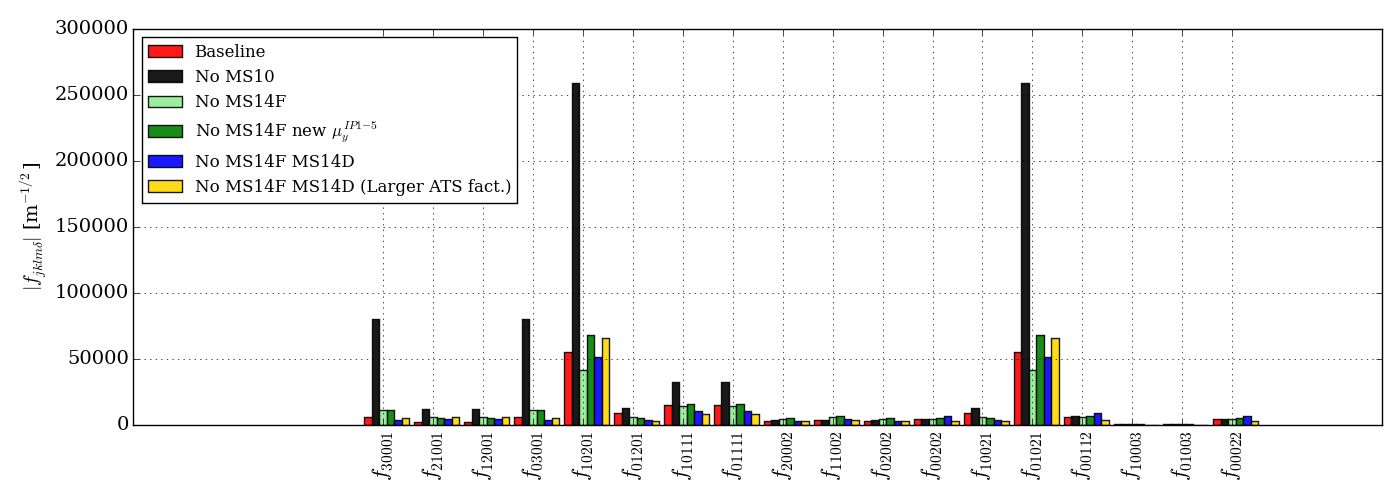 300000
250000
200000
150000
100000
50000
0
|f_{jklmδ}| [m^{−1/2}]
Baseline
No MS10
No MS14F
No MS14F new μ_y^{IP1−5}
No MS14F MS14D
No MS14F MS14D (Larger ATS fact.)
f_{30001}
f_{21001}
f_{12001}
f_{03001}
f_{10201}
f_{01201}
f_{10111}
f_{01111}
f_{20002}
f_{11002}
f_{02002}
f_{00202}
f_{10021}
f_{01021}
f_{00112}
f_{10003}
f_{01003}
f_{00022}